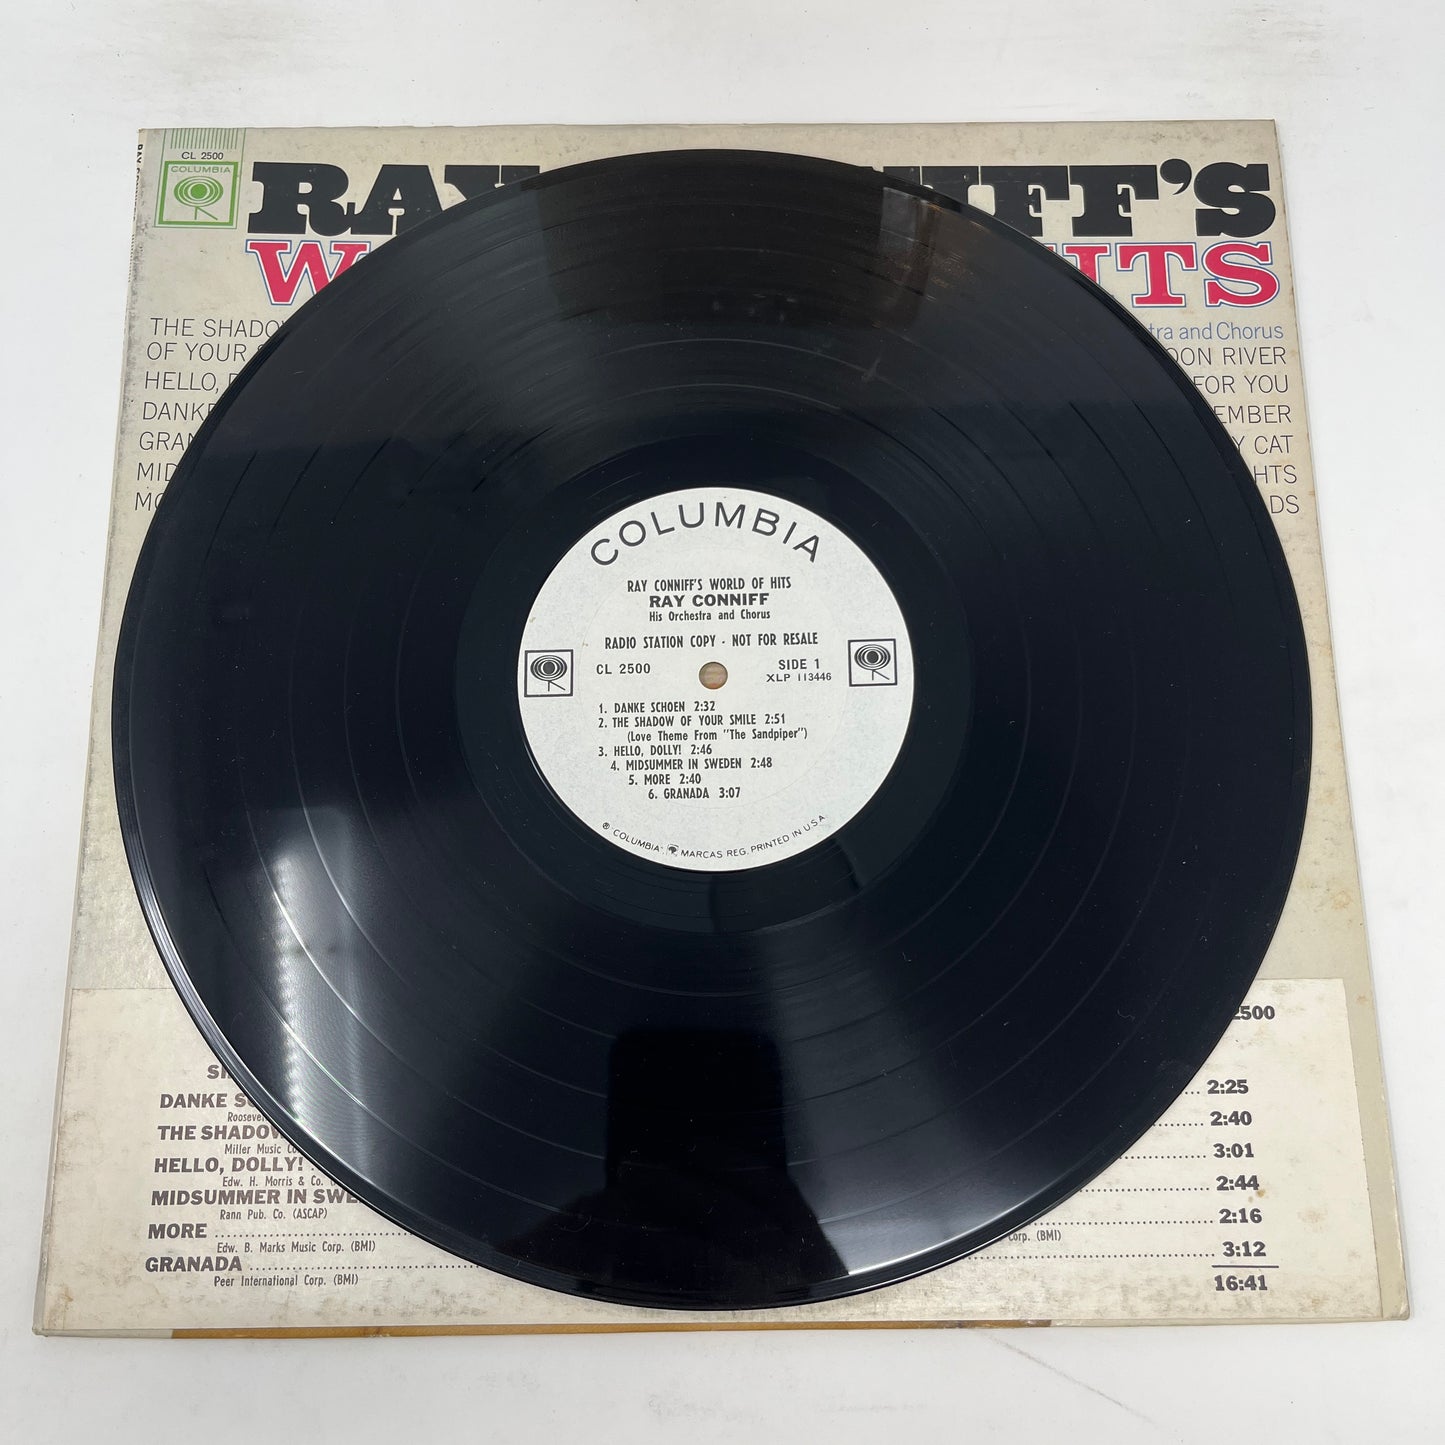 CL 2500
COLUMBIA
RAY IFF'S
HITS
THE SHADOW
tra and Chorus
OF YOUR
RIVER
HELLO,
FOR YOU
DANKE
EMBER
CAT
HTS
DS
COLUMBIA
RAY CONNIFF'S WORLD OF HITS
RAY CONNIFF
His Orchestra and Chorus
RADIO STATION COPY - NOT FOR RESALE
CL 2500
SIDE 1
XLP 113446
1. DANKE SCHOEN 2:32
2. THE SHADOW OF YOUR SMILE 2:51
(Love Theme From "The Sandpiper")
3. HELLO, DOLLY! 2:46
4. MIDSUMMER IN SWEDEN 2:48
5. MORE 2:40
6. GRANADA 3:07
® "COLUMBIA", MARCAS REG. PRINTED IN U.S.A.
2500
DANKE 2:25
2:40
THE SHADOW
Miller Music
3:01
HELLO, DOLLY!
Edw. H. Morris & Co.
2:44
MIDSUMMER IN SWE
Rann Pub. Co. (ASCAP)
2:16
MORE
Edw. B. Marks Music Corp. (BMI)
Corp. (BMI)
3:12
GRANADA
Peer International Corp. (BMI)
16:41